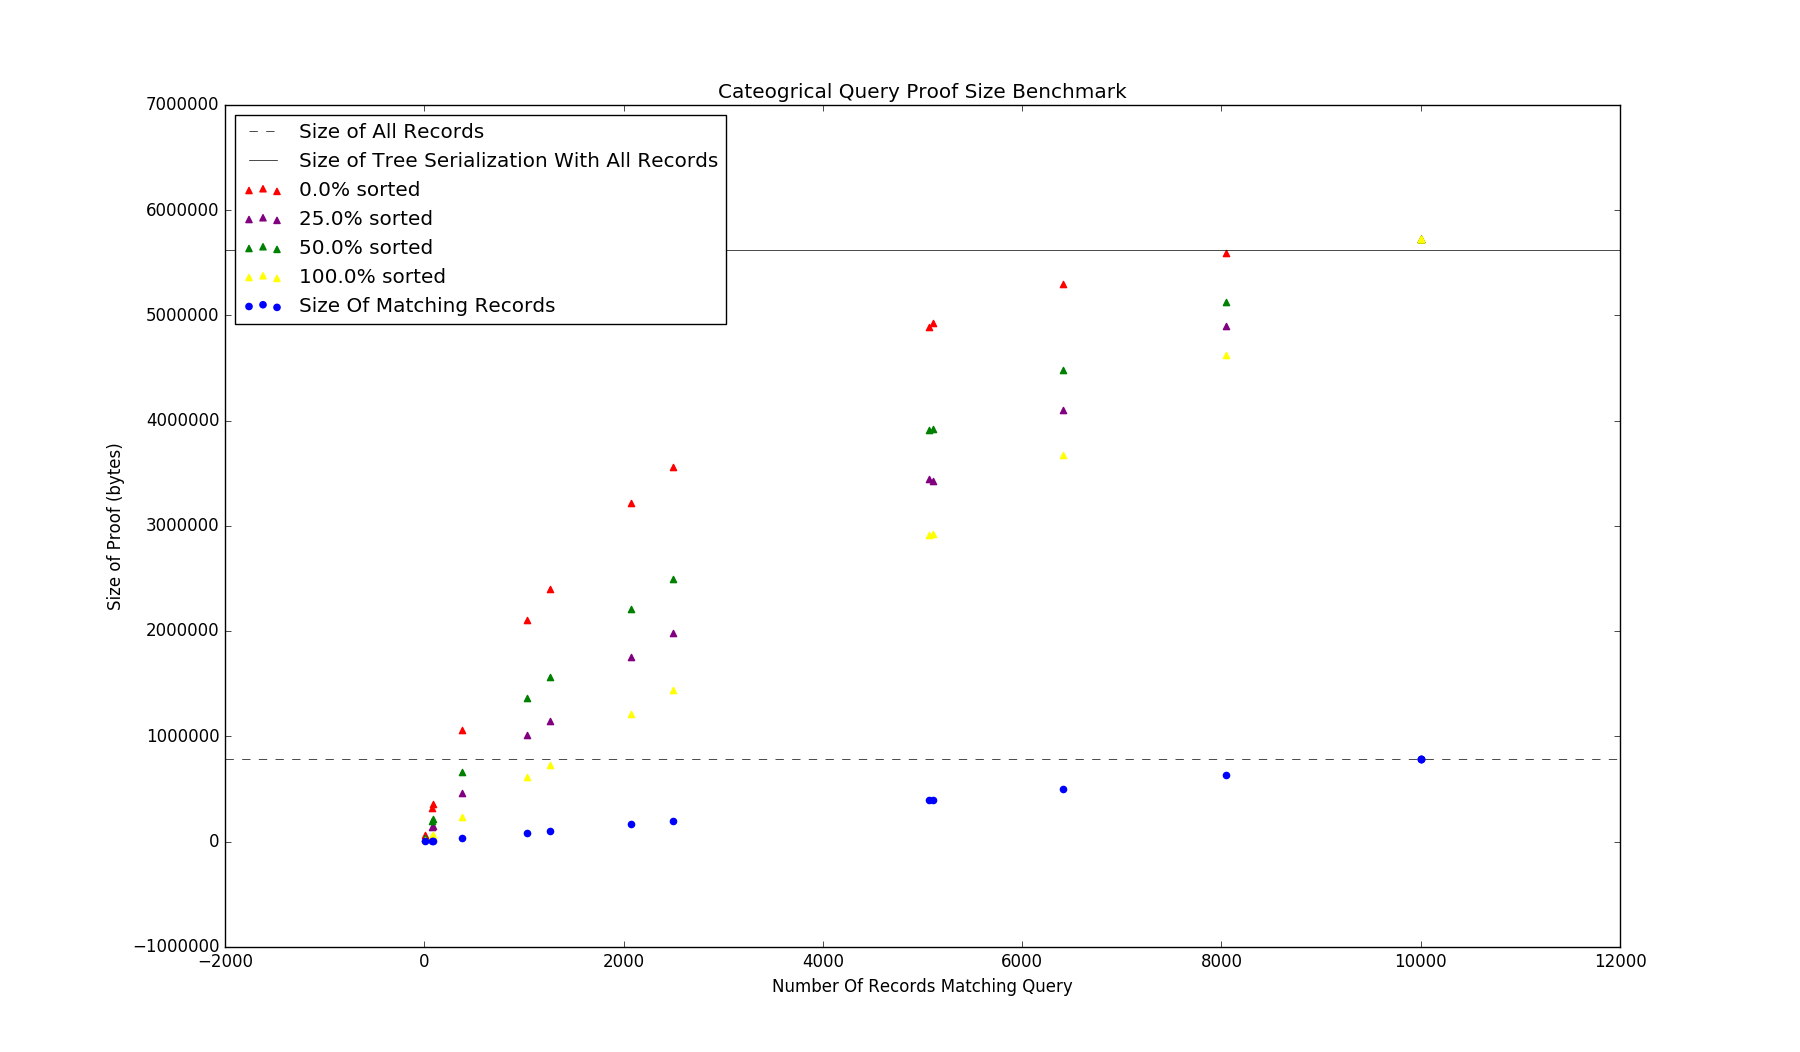 Cateogrical Query Proof Size Benchmark
7000000
6000000
5000000
4000000
3000000
2000000
1000000
0
−1000000
Size of Proof (bytes)
Size of All Records
Size of Tree Serialization With All Records
0.0% sorted
25.0% sorted
50.0% sorted
100.0% sorted
Size Of Matching Records
−2000 0 2000 4000 6000 8000 10000 12000
Number Of Records Matching Query